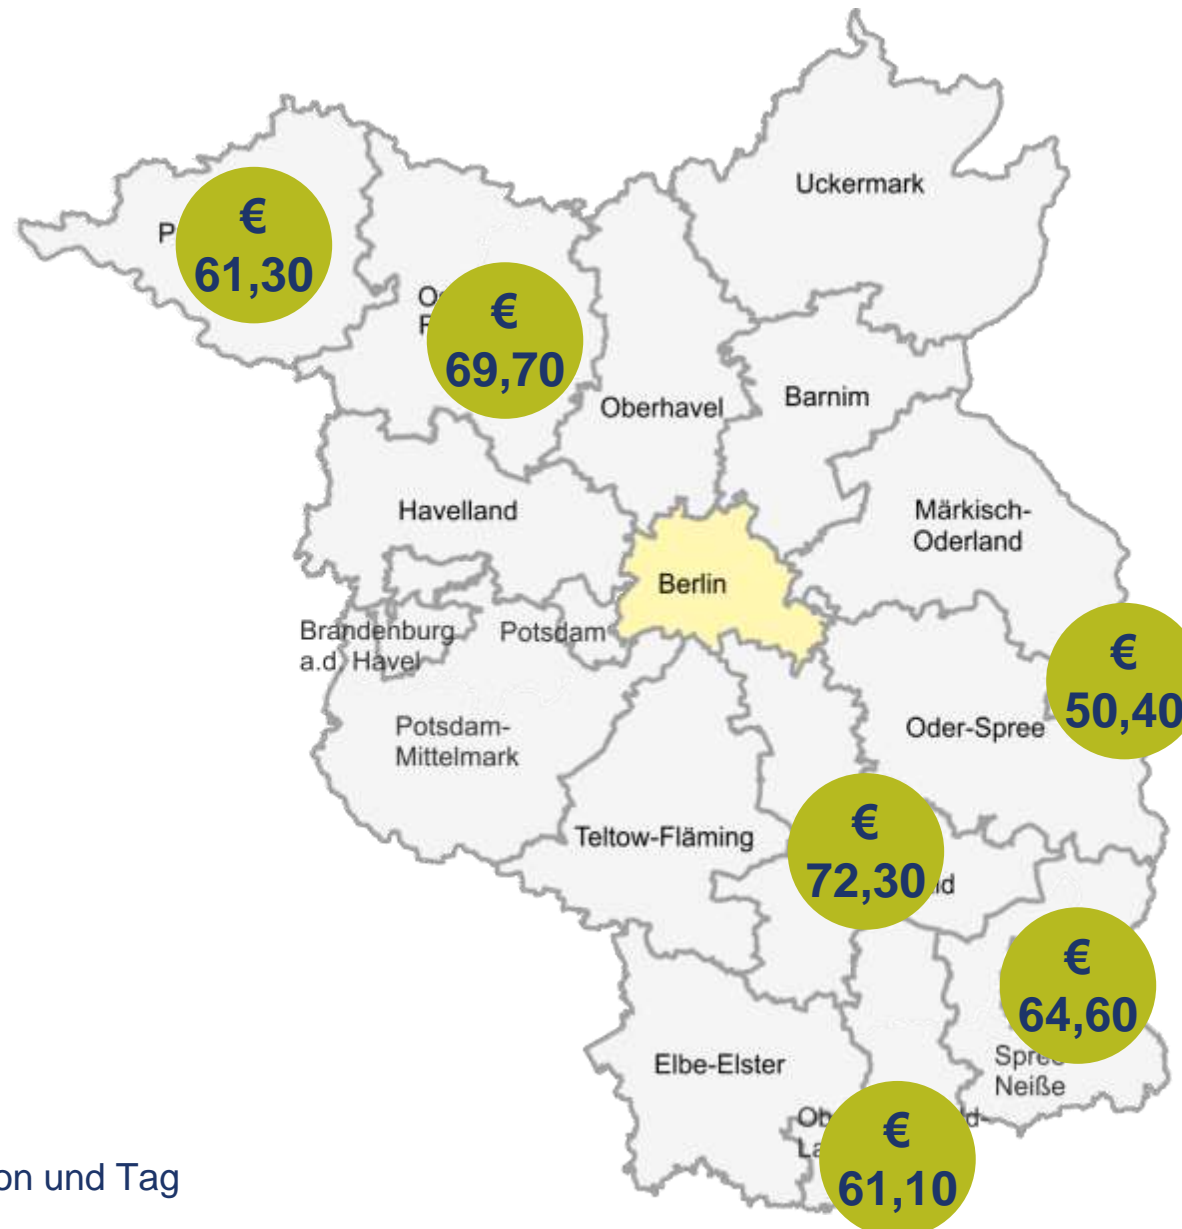 Uckermark
€
61,30
€
69,70
Barnim
Oberhavel
Havelland
Märkisch-
Oderland
Berlin
Brandenburg
a.d. Havel
Potsdam
€
50,40
Potsdam-
Mittelmark
Oder-Spree
€
72,30
Teltow-Fläming
€
64,60
Elbe-Elster
Spree-
Neiße
€
61,10
on und Tag